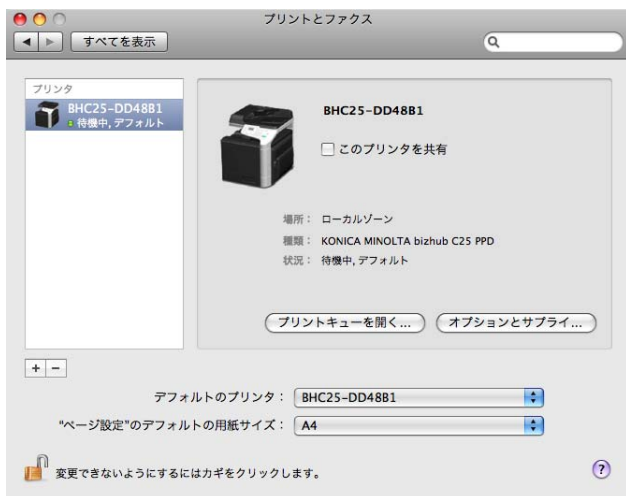 プリントとファクス
すべてを表示
プリンタ
BHC25-DD48B1
待機中, デフォルト
BHC25-DD48B1
このプリンタを共有
場所： ローカルゾーン
種類： KONICA MINOLTA bizhub C25 PPD
状況： 待機中, デフォルト
プリントキューを開く... オプションとサプライ...
+ -
デフォルトのプリンタ： BHC25-DD48B1
"ページ設定"のデフォルトの用紙サイズ： A4
変更できないようにするにはカギをクリックします。 ?